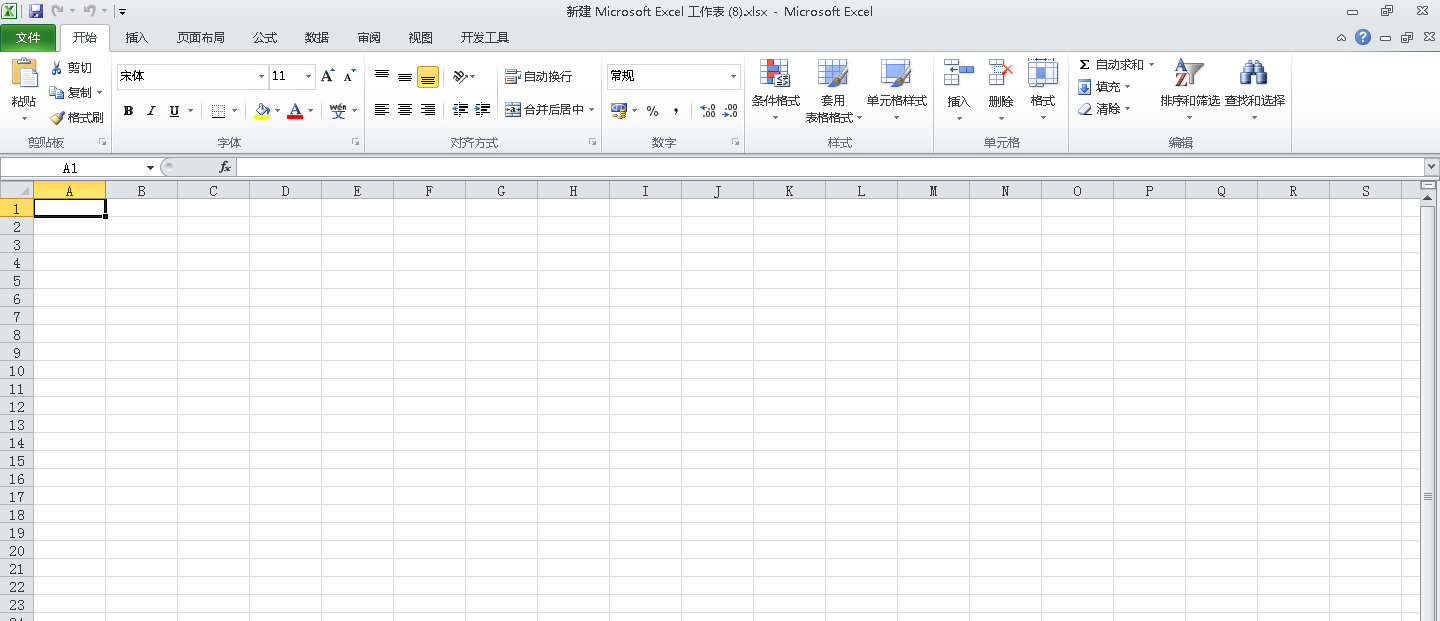 新建 Microsoft Excel 工作表 (8).xlsx - Microsoft Excel
文件 开始 插入 页面布局 公式 数据 审阅 视图 开发工具
粘贴 剪切 复制 格式刷 剪贴板
宋体 11 A A
B I U A wén 文 字体
自动换行 合并后居中 对齐方式
常规 % , .00 .00 数字
条件格式 套用 表格格式 单元格样式 样式
插入 删除 格式 单元格
Σ 自动求和 填充 清除 排序和筛选 查找和选择 编辑
A1 fx
A B C D E F G H I J K L M N O P Q R S
1
2
3
4
5
6
7
8
9
10
11
12
13
14
15
16
17
18
19
20
21
22
23